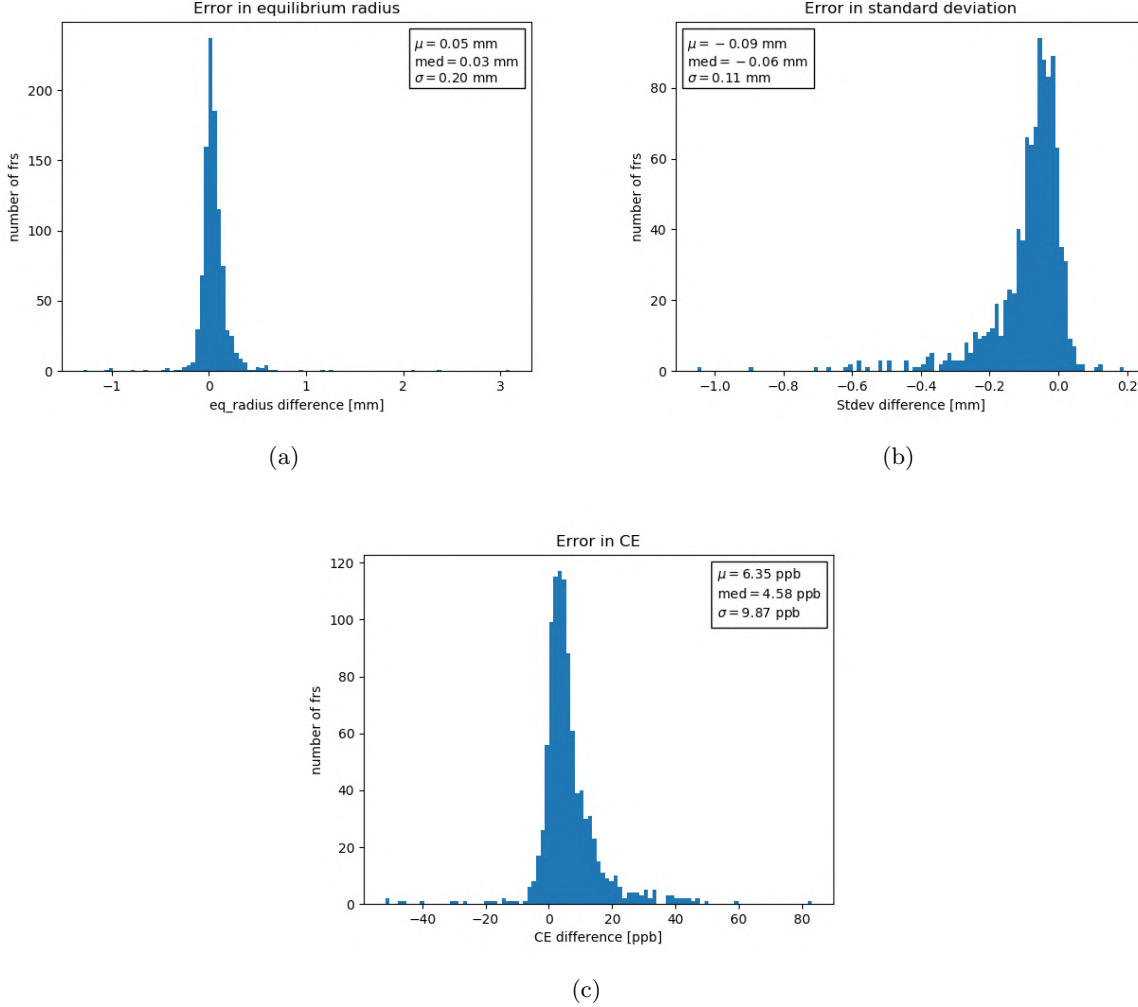 Error in equilibrium radius
μ = 0.05 mm
med = 0.03 mm
σ = 0.20 mm
number of frs
200
150
100
50
0
−1
0
1
2
3
eq_radius difference [mm]
(a)
Error in standard deviation
μ = − 0.09 mm
med = − 0.06 mm
σ = 0.11 mm
number of frs
80
60
40
20
0
−1.0
−0.8
−0.6
−0.4
−0.2
0.0
0.2
Stdev difference [mm]
(b)
Error in CE
μ = 6.35 ppb
med = 4.58 ppb
σ = 9.87 ppb
number of frs
120
100
80
60
40
20
0
−40
−20
0
20
40
60
80
CE difference [ppb]
(c)